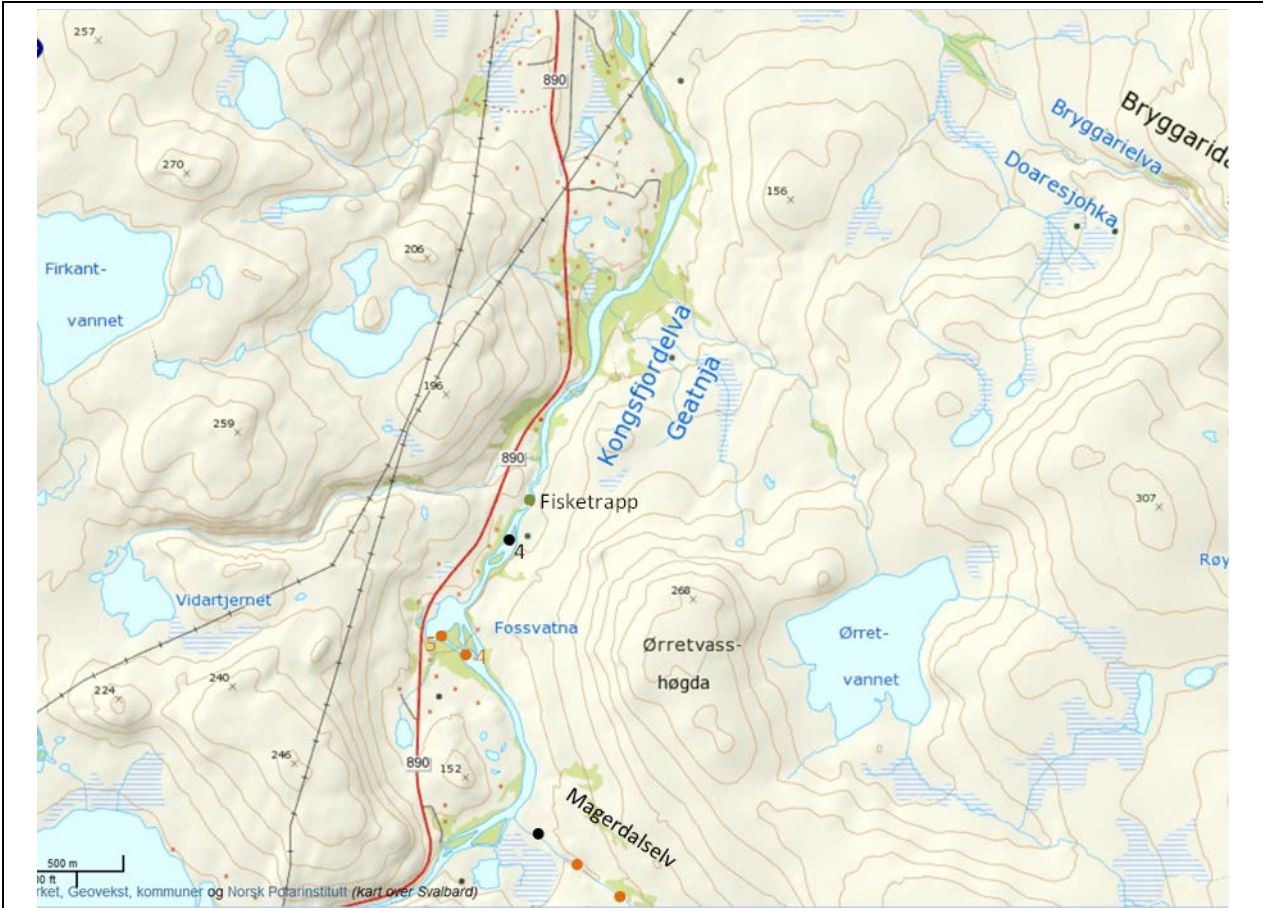 257
890
Bryggarida
Bryggarielva
Doaresjohka
270
156
206
Firkant-
vannet
Kongsfjordelva
Geatnja
196
259
890
Fisketrapp
307
4
268
Vidartjernet
Røy
Fossvatna
Ørret-
vannet
Ørretvass-
høgda
5
4
240
224
246
890
152
Magerdalselv
500 m
00 ft
rket, Geovekst, kommuner og Norsk Polarinstitutt (kart over Svalbard)